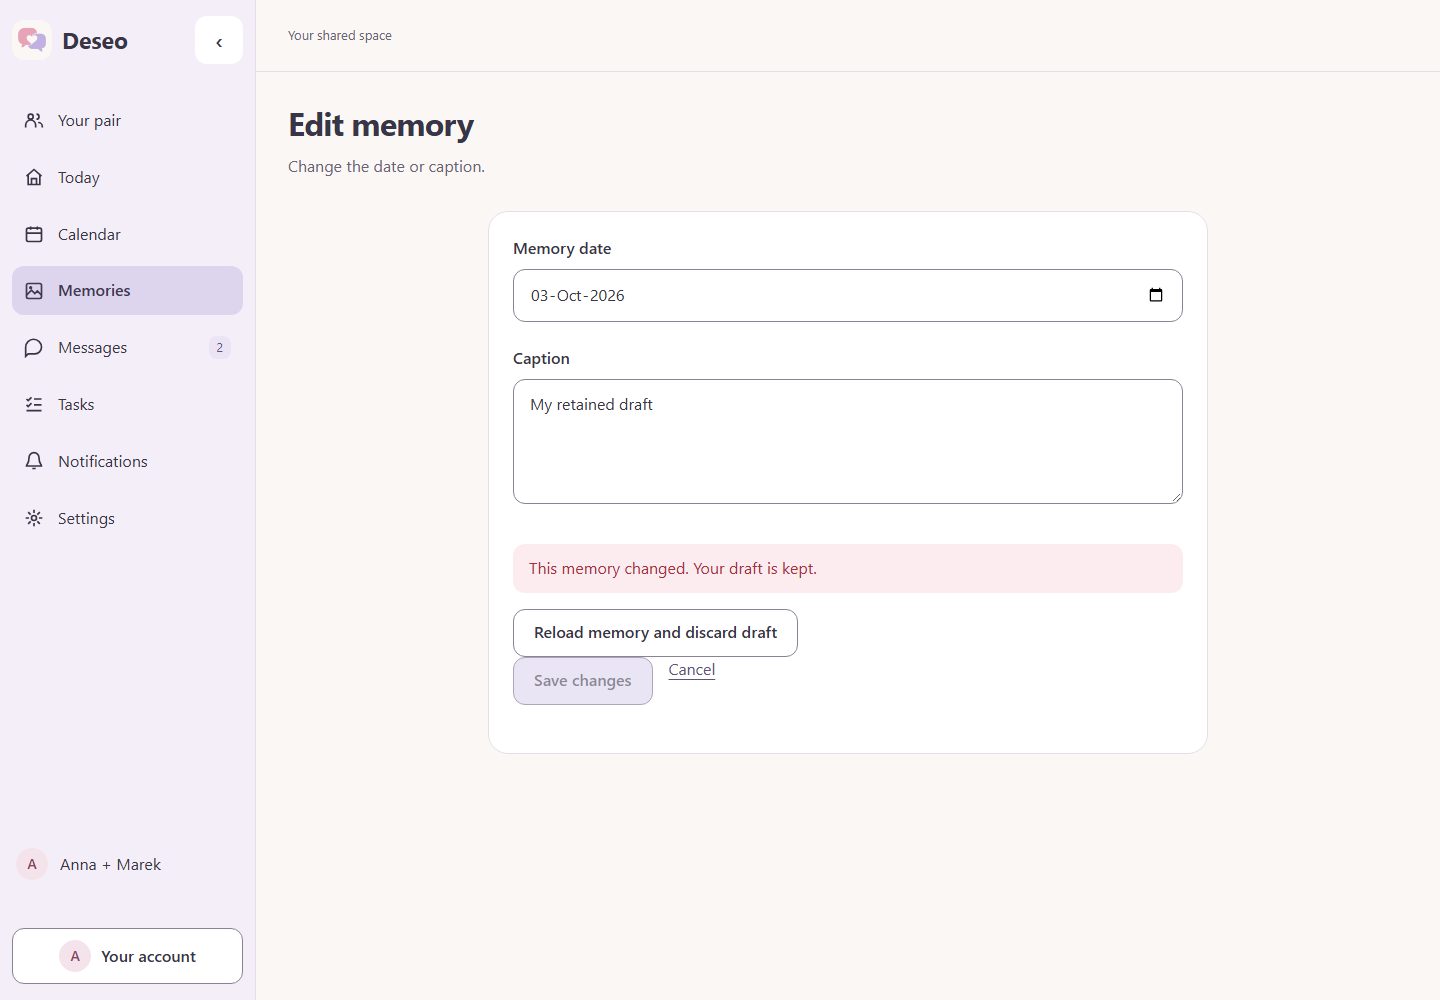 Deseo
‹
Your pair
Today
Calendar
Memories
Messages 2
Tasks
Notifications
Settings
A Anna + Marek
A Your account
Your shared space
Edit memory
Change the date or caption.
Memory date
03-Oct-2026
Caption
My retained draft
This memory changed. Your draft is kept.
Reload memory and discard draft
Save changes Cancel